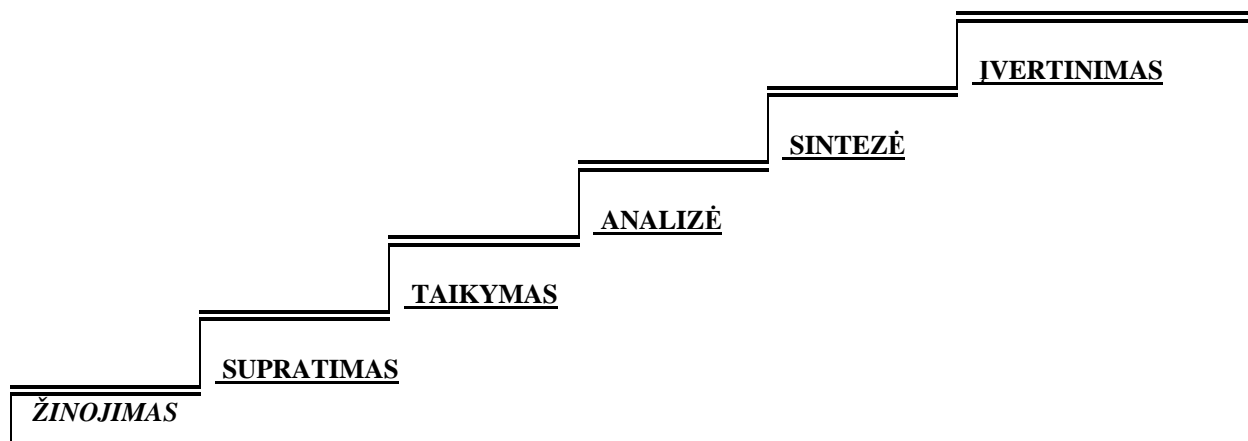 ĮVERTINIMAS
SINTEZĖ
ANALIZĖ
TAIKYMAS
SUPRATIMAS
ŽINOJIMAS